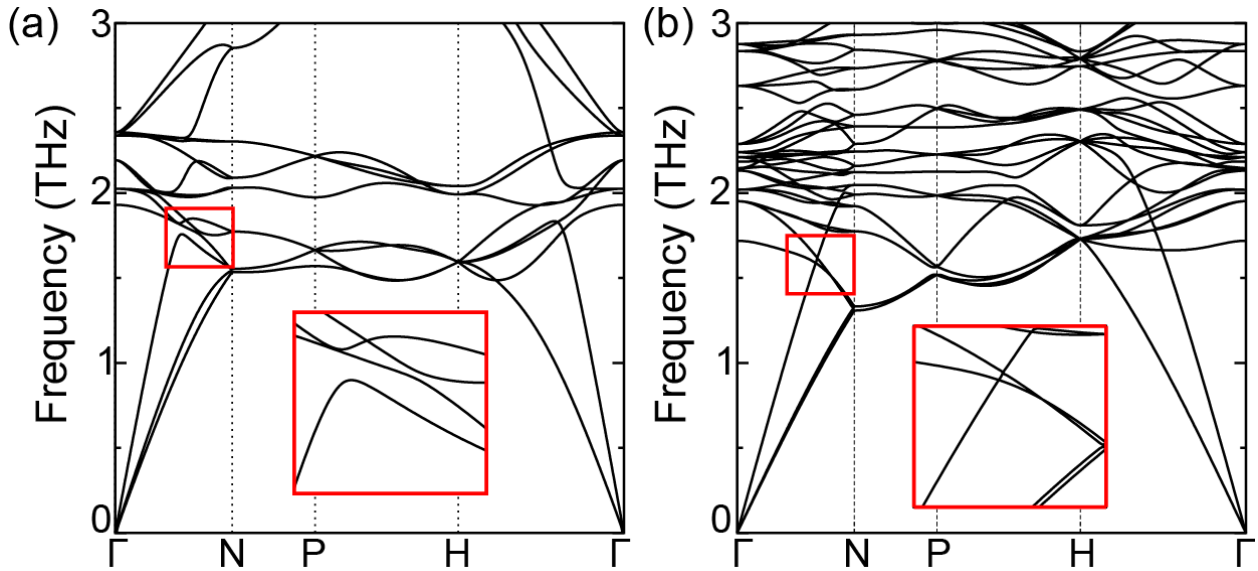 (a)
Frequency (THz)
3
2
1
0
Γ N P H Γ
(b)
Frequency (THz)
3
2
1
0
Γ N P H Γ